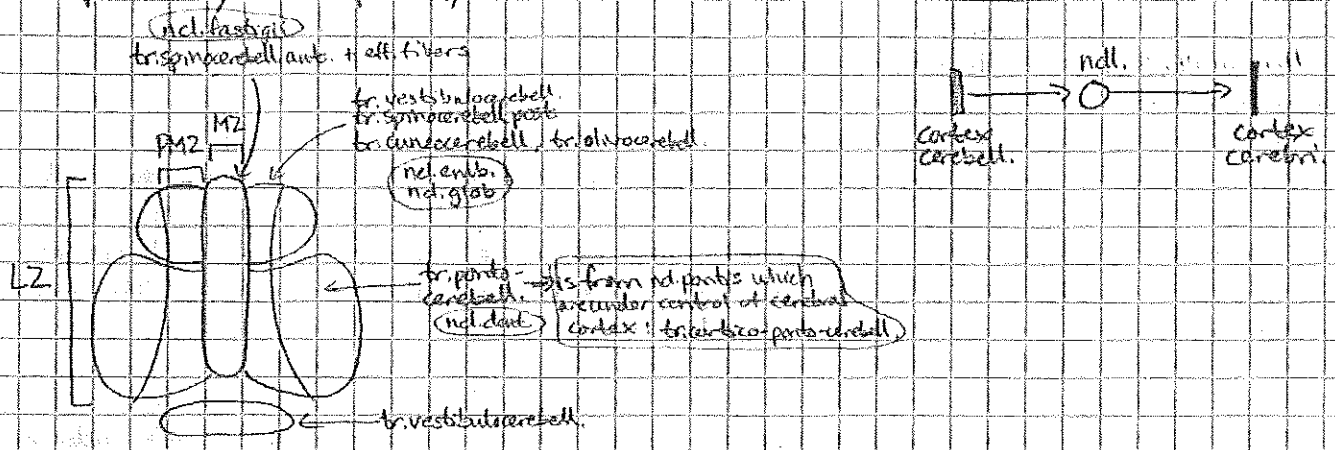 ncl.fastigii
tr.spinocerebell.ant. + eff. fibers
tr.vestibulocerebell.
tr.spinocerebell.post
tr.cuneocerebell, tr.olivocerebell.
ncl.emb.
ncl.glob
MZ
PMZ
LZ
tr.ponto-
cerebell.
ncl.dent
is from ncl.pontis which
are under control of cerebral
cortex: tr.cortico-ponto-cerebell
tr.vestibulocerebell.
ndl.
cortex
cerebell.
cortex
cerebri.